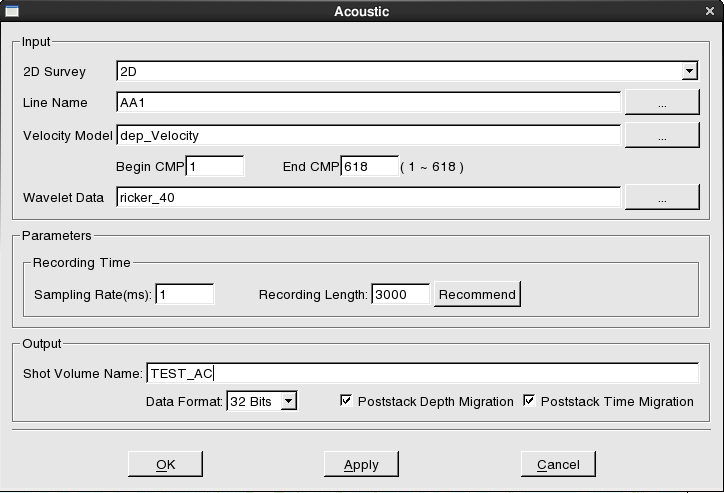 Acoustic
Input
2D Survey 2D
Line Name AA1 ...
Velocity Model dep_Velocity ...
Begin CMP 1 End CMP 618 ( 1 ~ 618 )
Wavelet Data ricker_40 ...
Parameters
Recording Time
Sampling Rate(ms): 1 Recording Length: 3000 Recommend
Output
Shot Volume Name: TEST_AC
Data Format: 32 Bits Poststack Depth Migration Poststack Time Migration
OK Apply Cancel